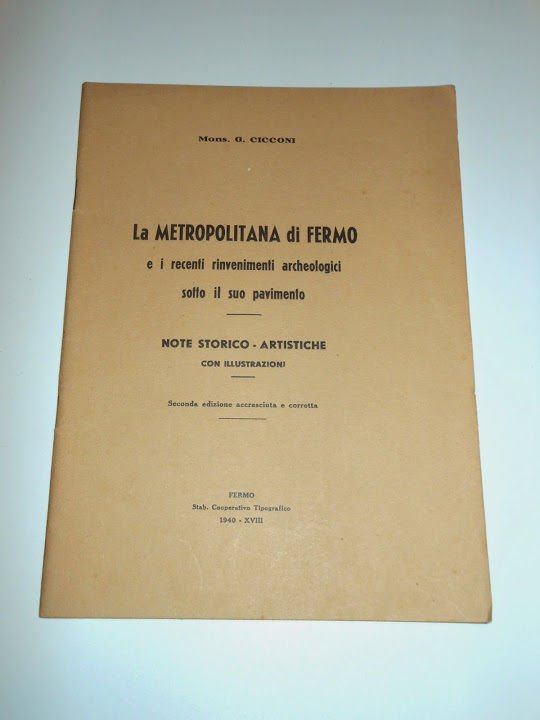 Mons. G. CICCONI
La METROPOLITANA di FERMO
e i recenti rinvenimenti archeologici
sotto il suo pavimento
NOTE STORICO - ARTISTICHE
CON ILLUSTRAZIONI
Seconda edizione accresciuta e corretta
FERMO
Stab. Cooperativo Tipografico
1940 - XVIII